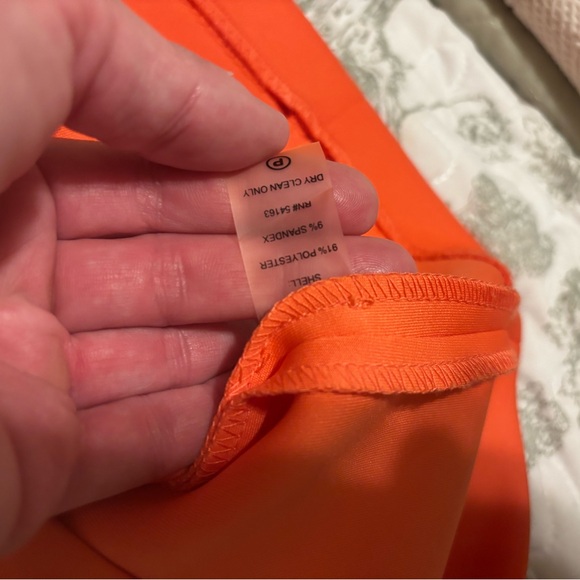 SHELL:
91% POLYESTER
9% SPANDEX
RN# 54163
DRY CLEAN ONLY
P